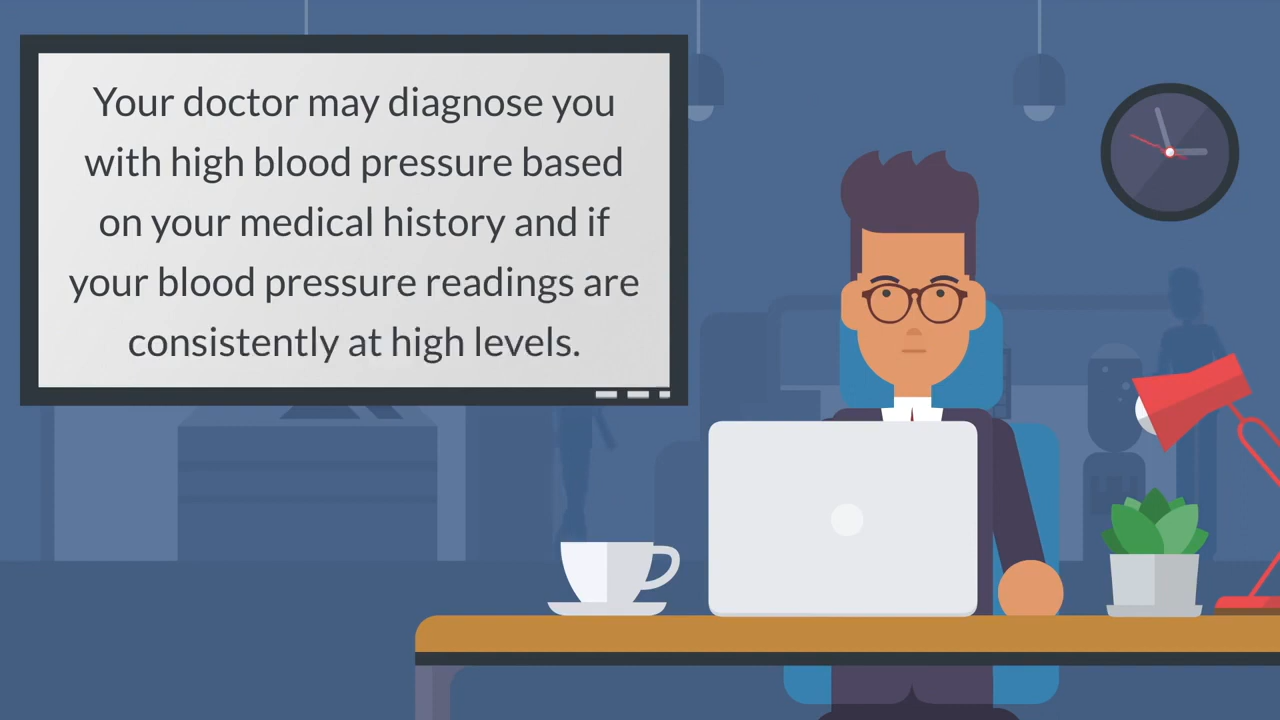 Your doctor may diagnose you
with high blood pressure based
on your medical history and if
your blood pressure readings are
consistently at high levels.